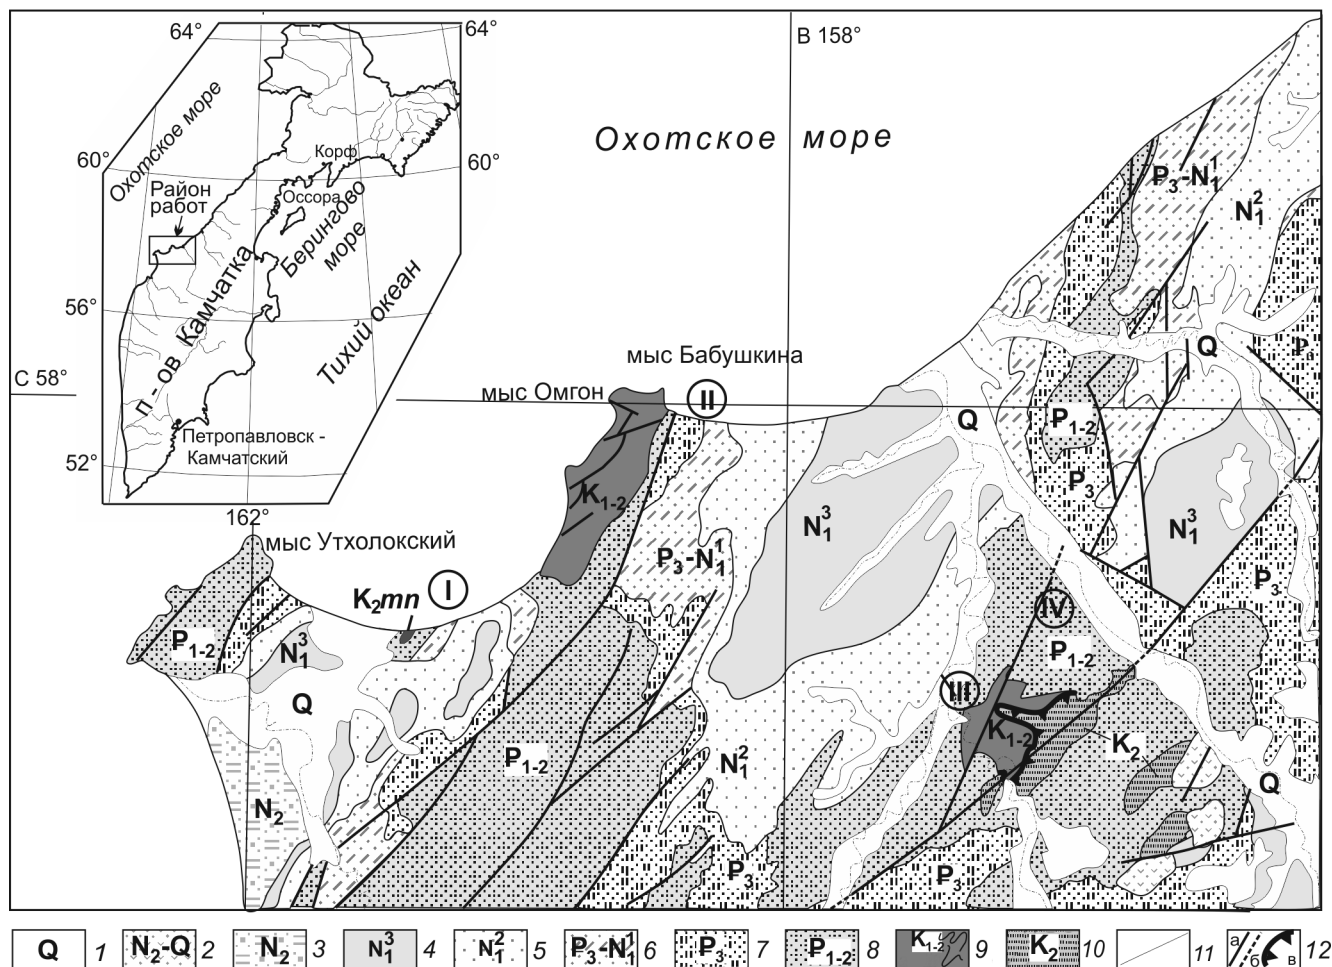 64°
64°
В 158°
Охотское море
Охотское море
60°
60°
Корф
Район
работ
Оссора
Берингово
море
п-ов Камчатка
Тихий океан
56°
56°
Петропавловск -
Камчатский
52°
162°
С 58°
мыс Бабушкина
мыс Омгон
II
мыс Утхолокский
K₂mn
I
P₃-N₁¹
N₁²
Q
P₃
P₁₋₂
Q
P₃
K₁₋₂
N₁³
N₁³
P₃-N₁¹
P₃
IV
P₁₋₂
N₁³
P₁₋₂
III
Q
K₁₋₂
K₂
P₁₋₂
N₁²
Q
N₂
P₃
P₃
Q 1
N₂-Q 2
N₂ 3
N₁³ 4
N₁² 5
P₃-N₁¹ 6
P₃ 7
P₁₋₂ 8
K₁₋₂ 9
K₂ 10
11
а б в 12